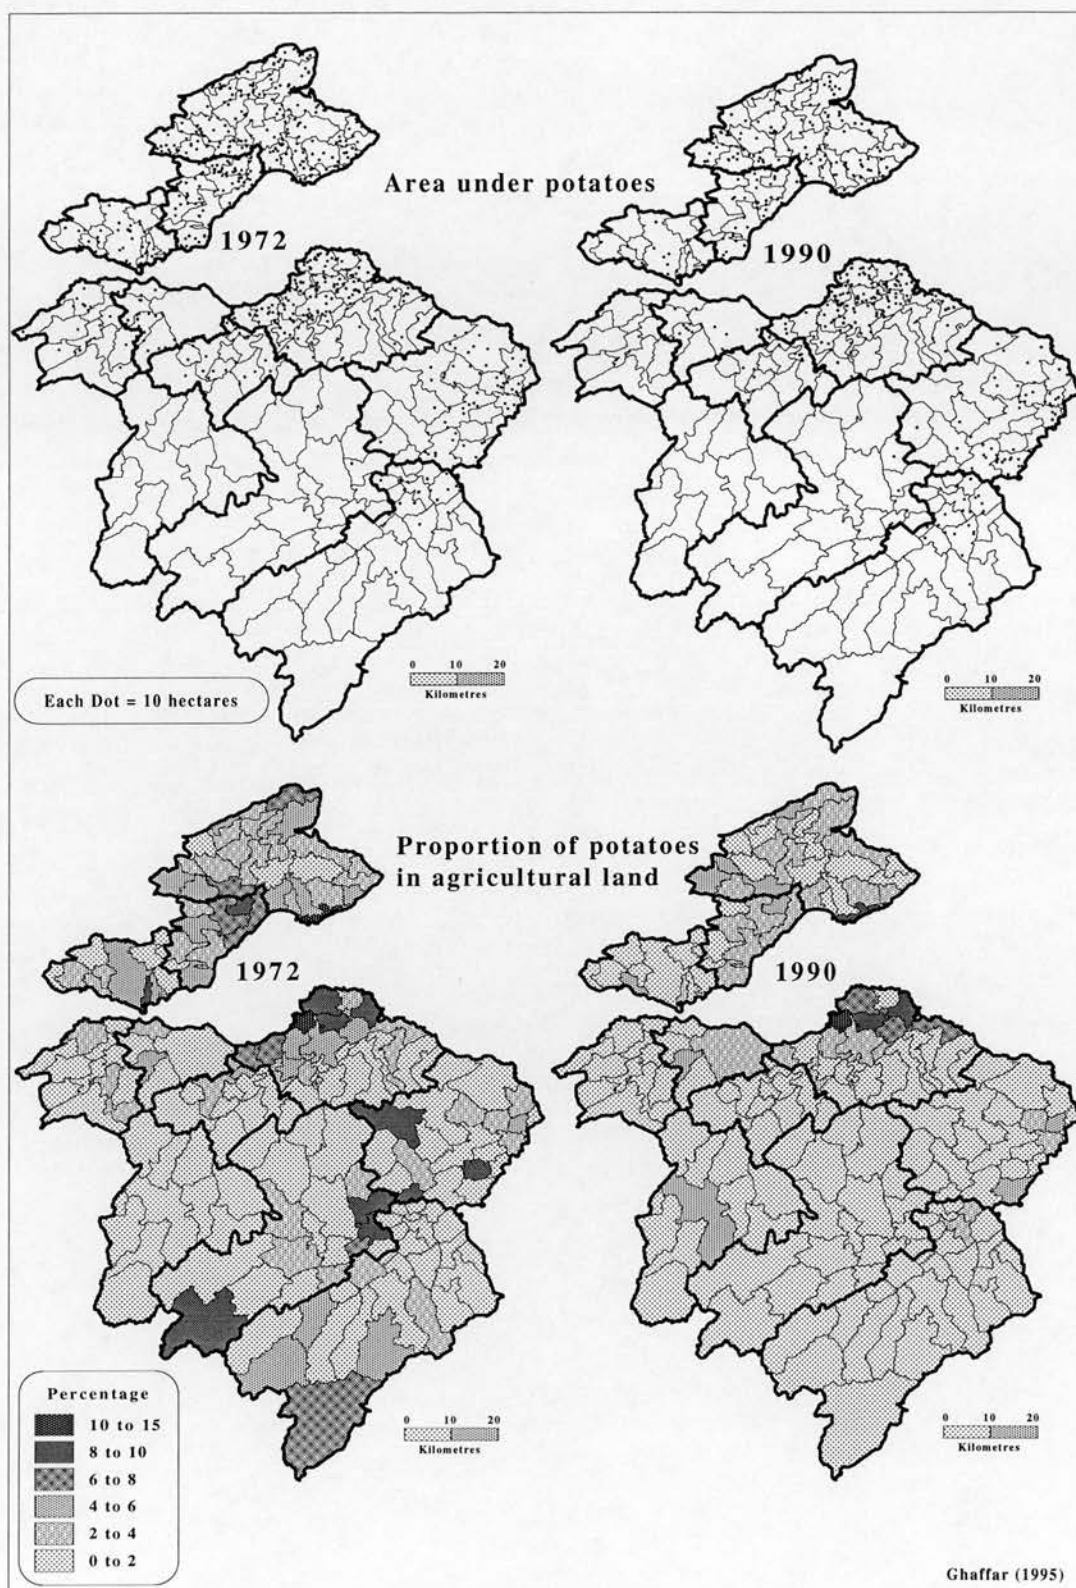 Area under potatoes
1972
1990
0 10 20
Kilometres
0 10 20
Kilometres
Each Dot = 10 hectares
Proportion of potatoes
in agricultural land
1972
1990
Percentage
10 to 15
8 to 10
6 to 8
4 to 6
2 to 4
0 to 2
0 10 20
Kilometres
0 10 20
Kilometres
Ghaffar (1995)